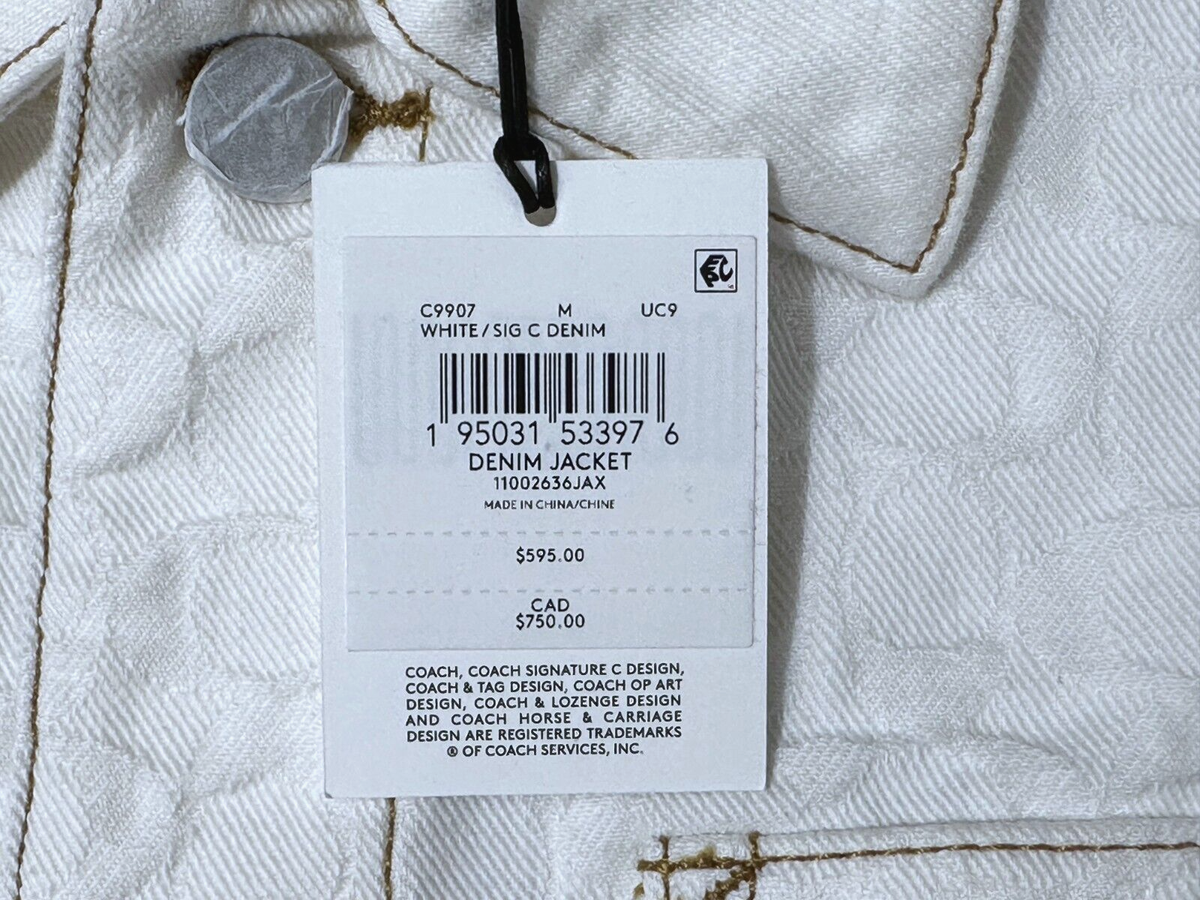 C9907 M UC9
WHITE/SIG C DENIM
1 95031 53397 6
DENIM JACKET
11002636JAX
MADE IN CHINA/CHINE
$595.00
CAD
$750.00
COACH, COACH SIGNATURE C DESIGN,
COACH & TAG DESIGN, COACH OP ART
DESIGN, COACH & LOZENGE DESIGN
AND COACH HORSE & CARRIAGE
DESIGN ARE REGISTERED TRADEMARKS
® OF COACH SERVICES, INC.